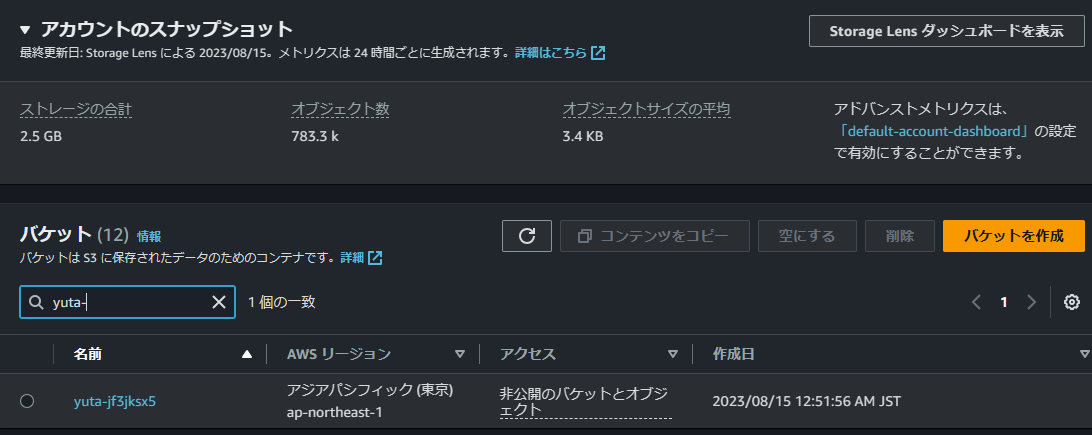 ▼ アカウントのスナップショット
Storage Lens ダッシュボードを表示
最終更新日: Storage Lens による 2023/08/15。メトリクスは 24 時間ごとに生成されます。詳細はこちら
ストレージの合計
2.5 GB
オブジェクト数
783.3 k
オブジェクトサイズの平均
3.4 KB
アドバンストメトリクスは、
「default-account-dashboard」の設定
で有効にすることができます。
バケット (12) 情報
バケットは S3 に保存されたデータのためのコンテナです。詳細
コンテンツをコピー
空にする
削除
バケットを作成
yuta-
1 個の一致
1
名前
AWS リージョン
アクセス
作成日
yuta-jf3jksx5
アジアパシフィック (東京)
ap-northeast-1
非公開のバケットとオブジ
ェクト
2023/08/15 12:51:56 AM JST